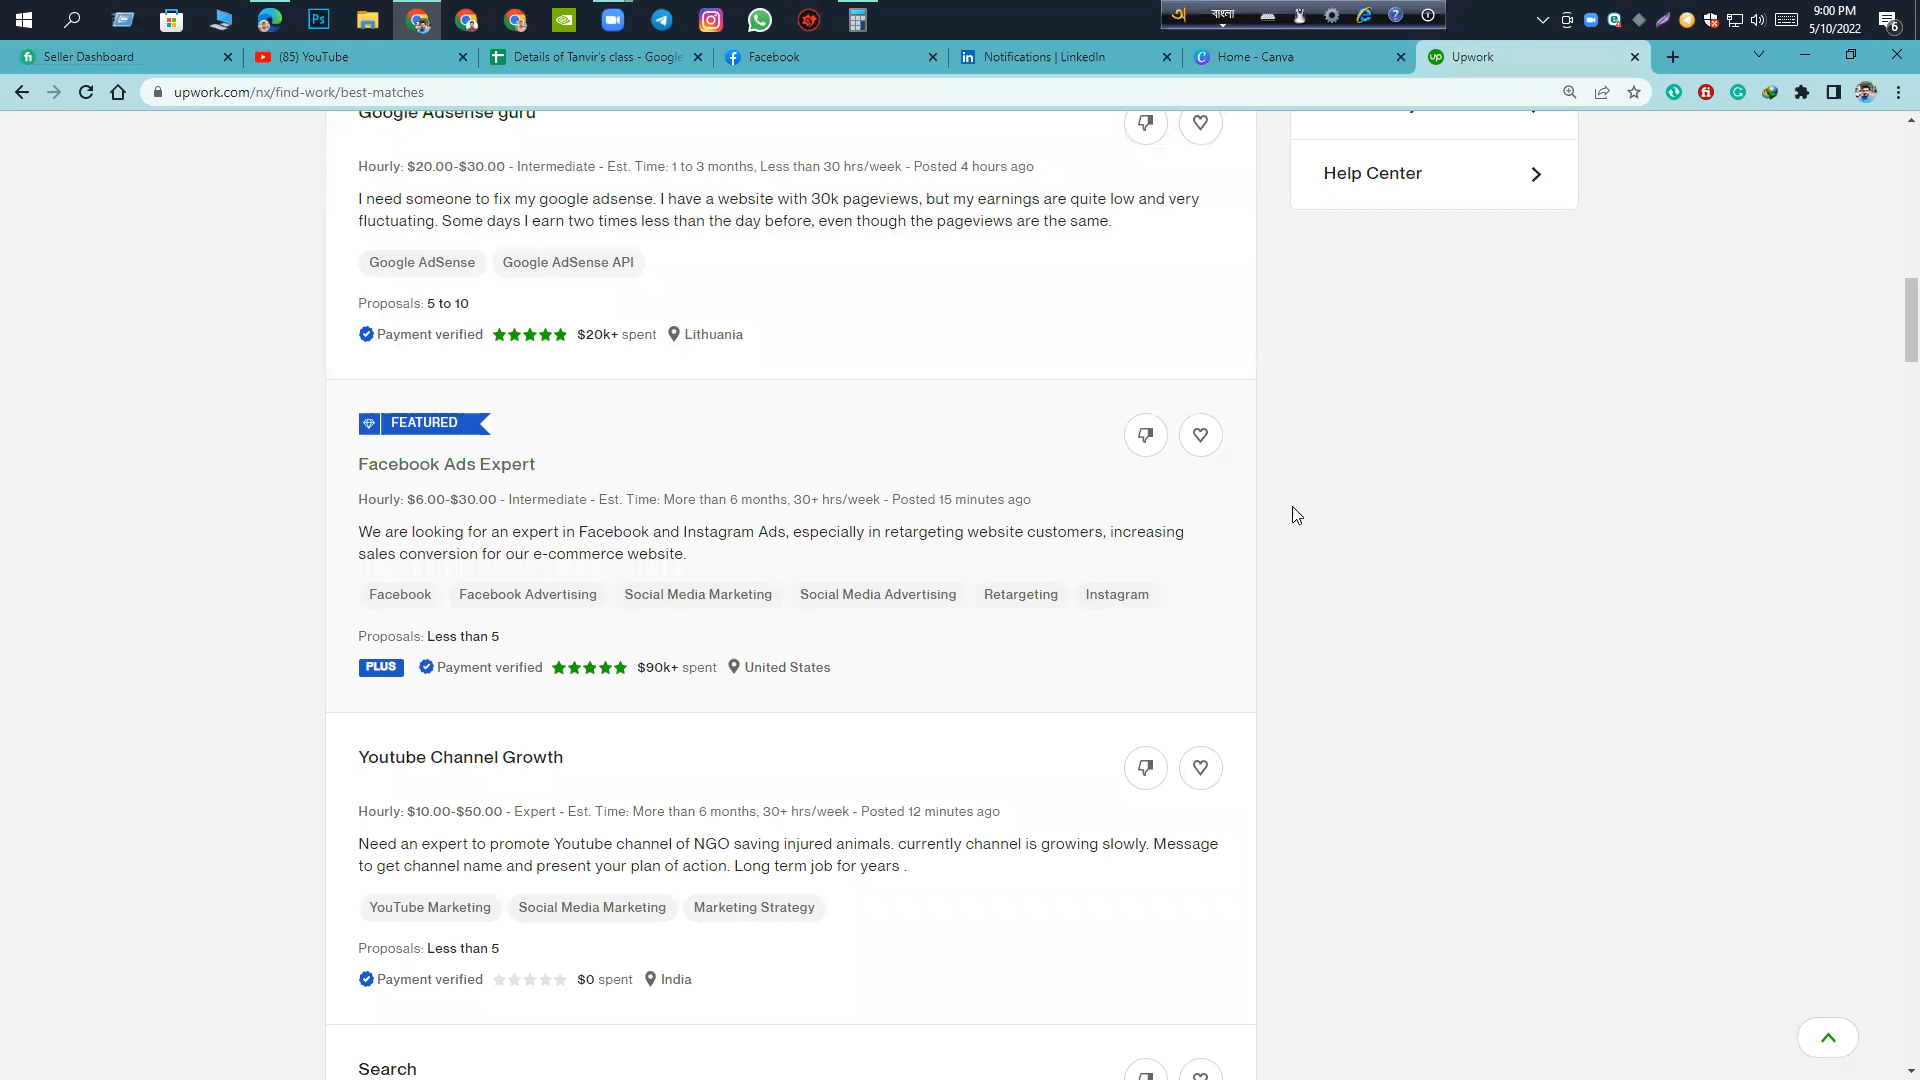 বাংলা
9:00 PM
5/10/2022
6
Seller Dashboard
(85) YouTube
Details of Tanvir's class - Google
Facebook
Notifications | LinkedIn
Home - Canva
Upwork
upwork.com/nx/find-work/best-matches
Google Adsense guru
Hourly: $20.00-$30.00 - Intermediate - Est. Time: 1 to 3 months, Less than 30 hrs/week - Posted 4 hours ago
I need someone to fix my google adsense. I have a website with 30k pageviews, but my earnings are quite low and very
fluctuating. Some days I earn two times less than the day before, even though the pageviews are the same.
Google AdSense Google AdSense API
Proposals: 5 to 10
Payment verified $20k+ spent Lithuania
Help Center
FEATURED
Facebook Ads Expert
Hourly: $6.00-$30.00 - Intermediate - Est. Time: More than 6 months, 30+ hrs/week - Posted 15 minutes ago
We are looking for an expert in Facebook and Instagram Ads, especially in retargeting website customers, increasing
sales conversion for our e-commerce website.
Facebook Facebook Advertising Social Media Marketing Social Media Advertising Retargeting Instagram
Proposals: Less than 5
PLUS Payment verified $90k+ spent United States
Youtube Channel Growth
Hourly: $10.00-$50.00 - Expert - Est. Time: More than 6 months, 30+ hrs/week - Posted 12 minutes ago
Need an expert to promote Youtube channel of NGO saving injured animals. currently channel is growing slowly. Message
to get channel name and present your plan of action. Long term job for years .
YouTube Marketing Social Media Marketing Marketing Strategy
Proposals: Less than 5
Payment verified $0 spent India
Search